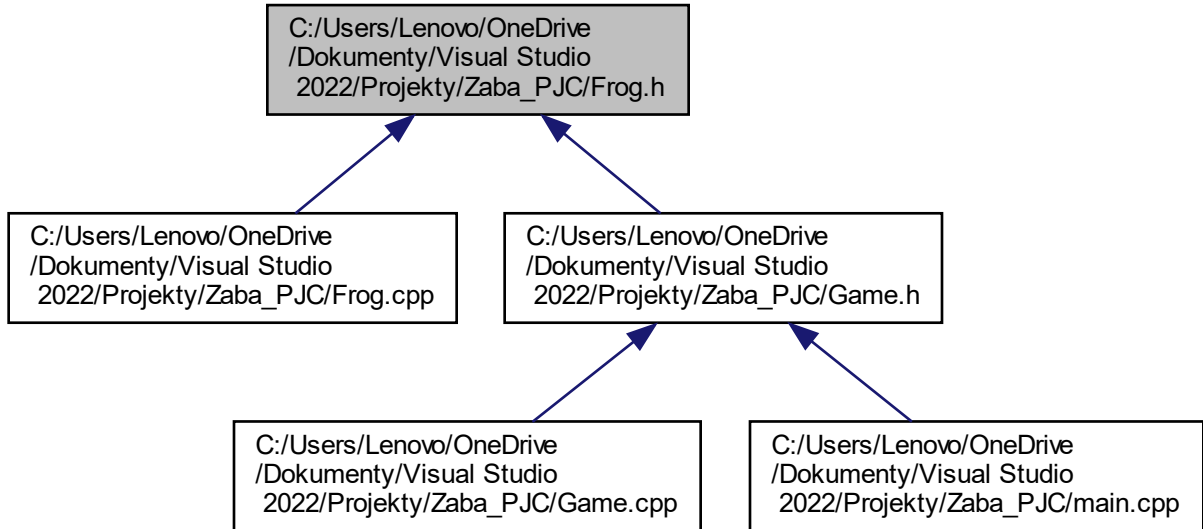 C:/Users/Lenovo/OneDrive
/Dokumenty/Visual Studio
2022/Projekty/Zaba_PJC/Frog.h
C:/Users/Lenovo/OneDrive
/Dokumenty/Visual Studio
2022/Projekty/Zaba_PJC/Frog.cpp
C:/Users/Lenovo/OneDrive
/Dokumenty/Visual Studio
2022/Projekty/Zaba_PJC/Game.h
C:/Users/Lenovo/OneDrive
/Dokumenty/Visual Studio
2022/Projekty/Zaba_PJC/Game.cpp
C:/Users/Lenovo/OneDrive
/Dokumenty/Visual Studio
2022/Projekty/Zaba_PJC/main.cpp